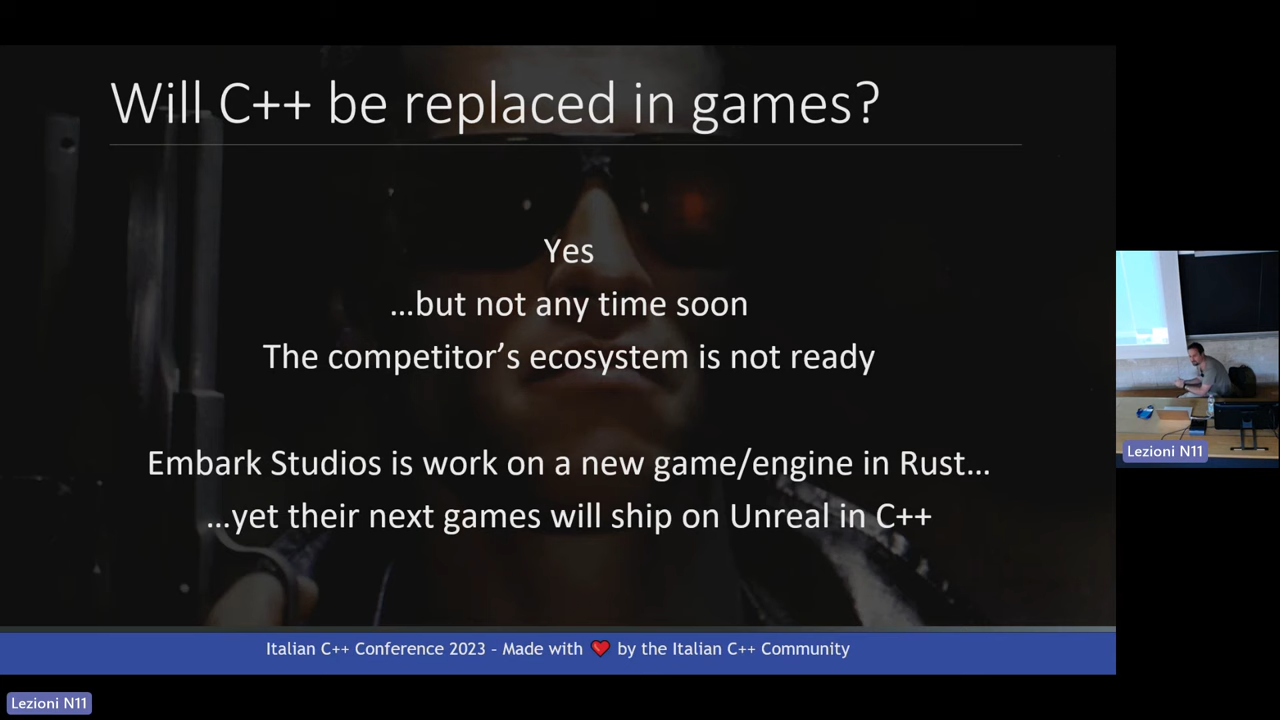 Will C++ be replaced in games?
Yes
...but not any time soon
The competitor's ecosystem is not ready
Embark Studios is work on a new game/engine in Rust...
...yet their next games will ship on Unreal in C++
Italian C++ Conference 2023 - Made with ❤ by the Italian C++ Community
Lezioni N11
Lezioni N11